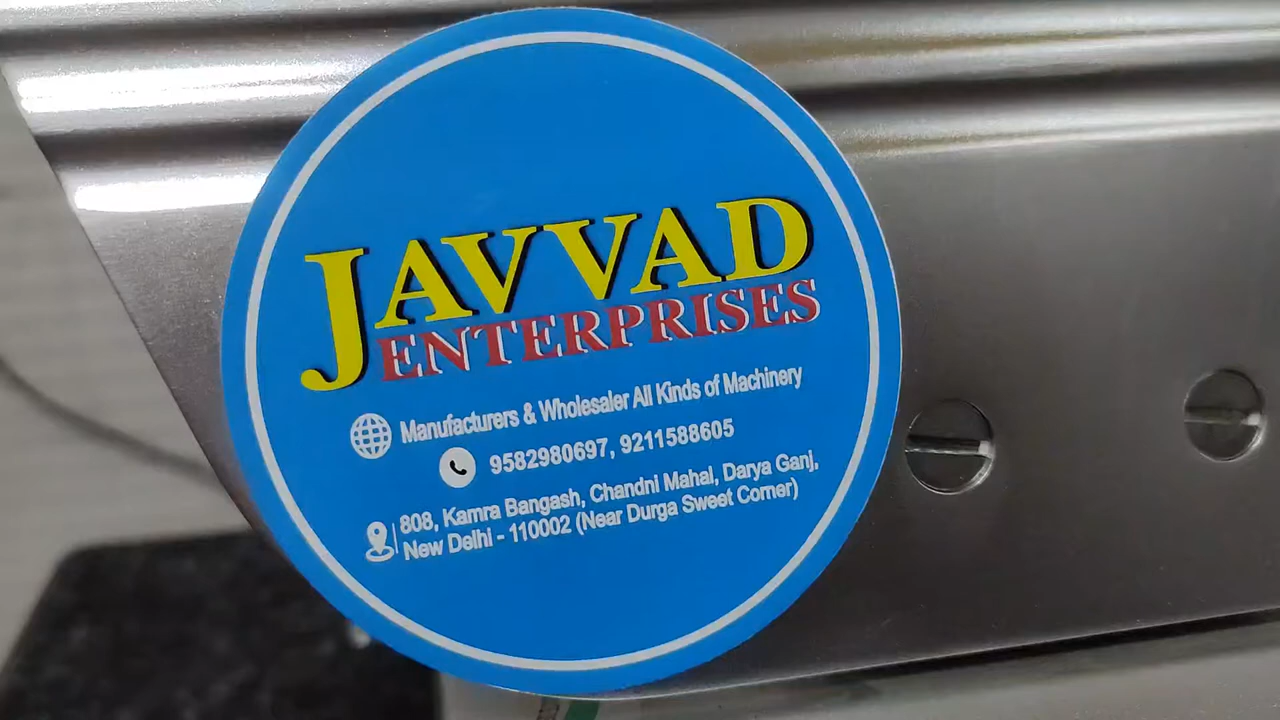 JAVVAD
ENTERPRISES
Manufacturers & Wholesaler All Kinds of Machinery
9582980697, 9211588605
808, Kamra Bangash, Chandni Mahal, Darya Ganj,
New Delhi - 110002 (Near Durga Sweet Corner)